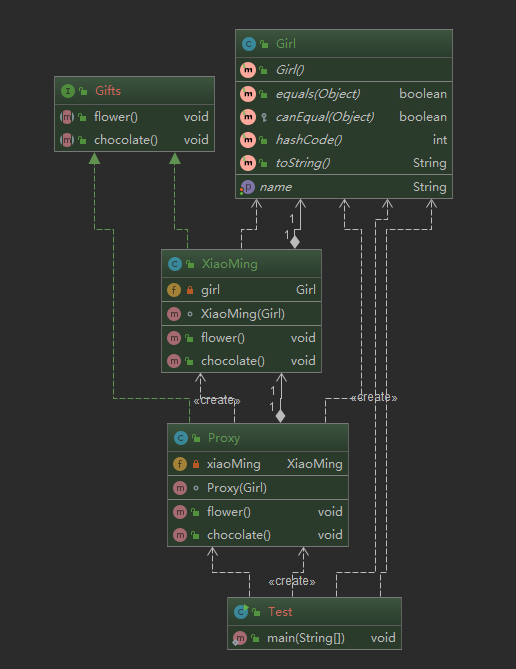 Girl
Girl()
equals(Object) boolean
canEqual(Object) boolean
hashCode() int
toString() String
name String
Gifts
flower() void
chocolate() void
1
1
XiaoMing
girl Girl
XiaoMing(Girl)
flower() void
chocolate() void
«create»
1
1
«create»
Proxy
xiaoMing XiaoMing
Proxy(Girl)
flower() void
chocolate() void
«create»
Test
main(String[]) void